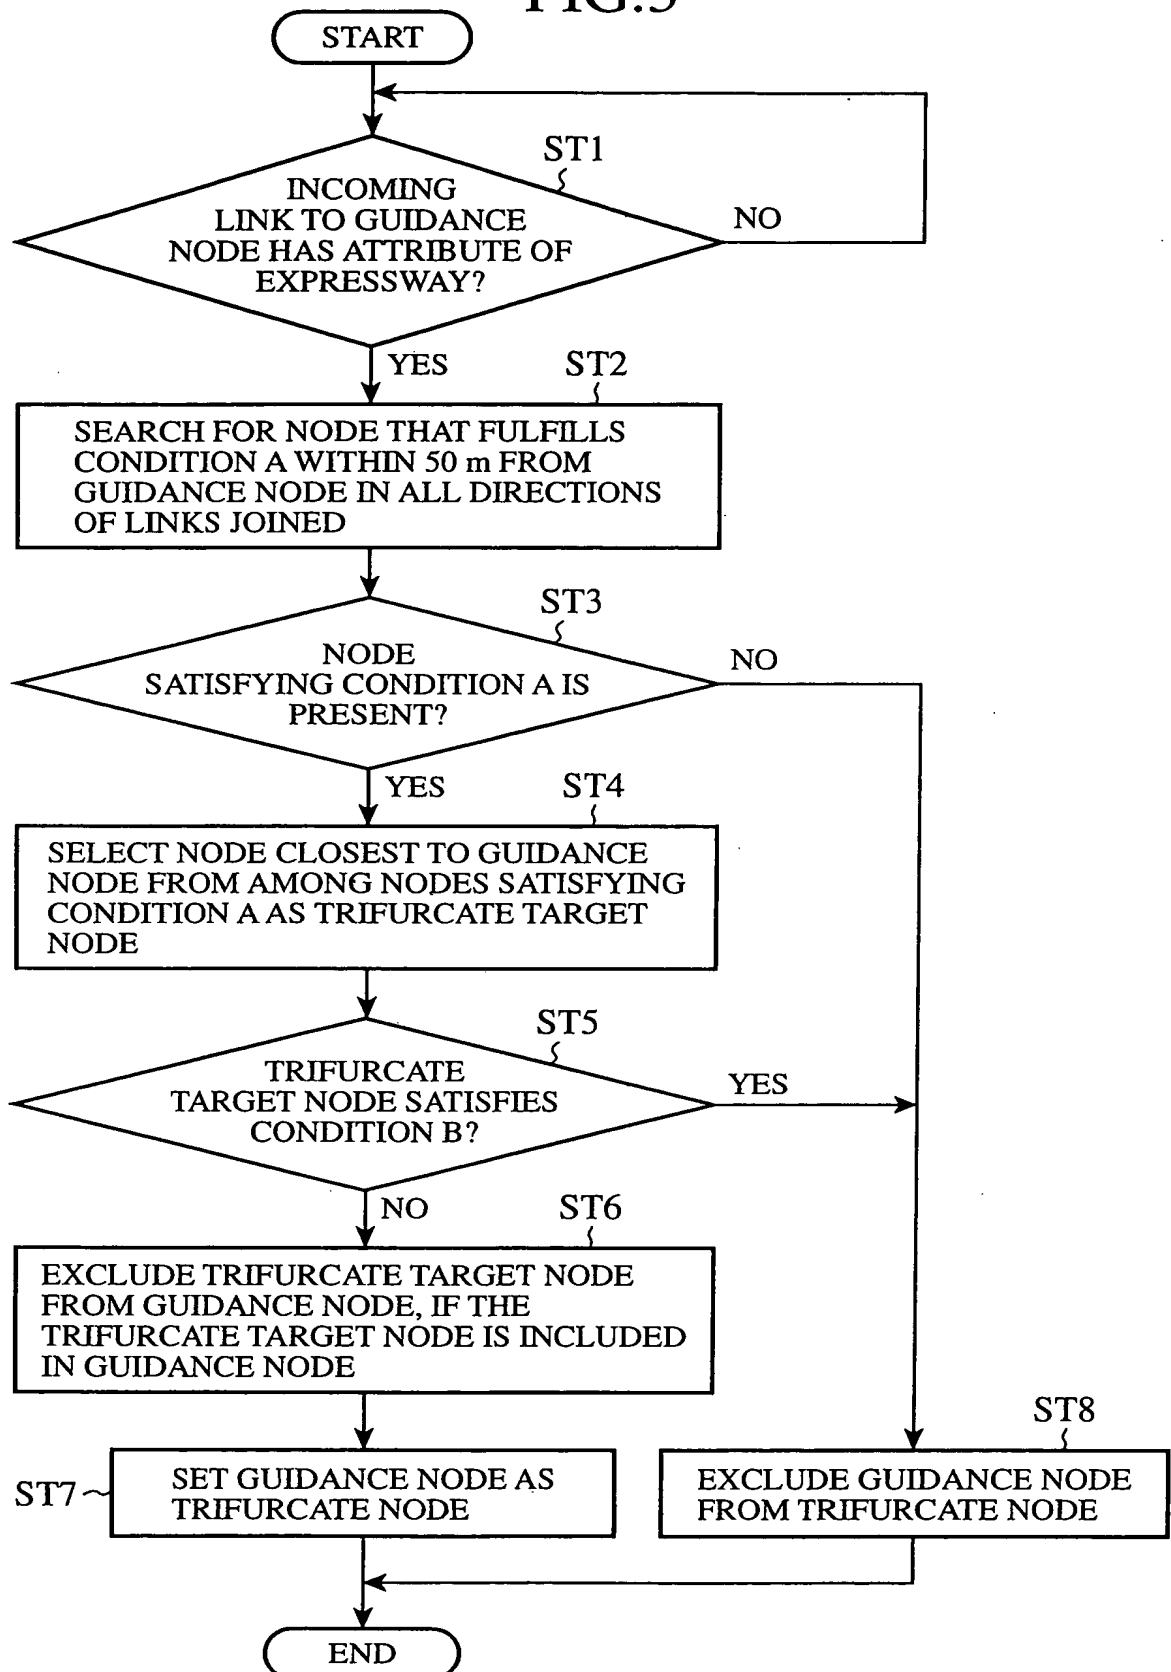 START
ST1
INCOMING
LINK TO GUIDANCE
NODE HAS ATTRIBUTE OF
EXPRESSWAY?
NO
YES
ST2
SEARCH FOR NODE THAT FULFILLS
CONDITION A WITHIN 50 m FROM
GUIDANCE NODE IN ALL DIRECTIONS
OF LINKS JOINED
ST3
NODE
SATISFYING CONDITION A IS
PRESENT?
NO
YES
ST4
SELECT NODE CLOSEST TO GUIDANCE
NODE FROM AMONG NODES SATISFYING
CONDITION A AS TRIFURCATE TARGET
NODE
ST5
TRIFURCATE
TARGET NODE SATISFIES
CONDITION B?
YES
NO
ST6
EXCLUDE TRIFURCATE TARGET NODE
FROM GUIDANCE NODE, IF THE
TRIFURCATE TARGET NODE IS INCLUDED
IN GUIDANCE NODE
ST7
SET GUIDANCE NODE AS
TRIFURCATE NODE
ST8
EXCLUDE GUIDANCE NODE
FROM TRIFURCATE NODE
END